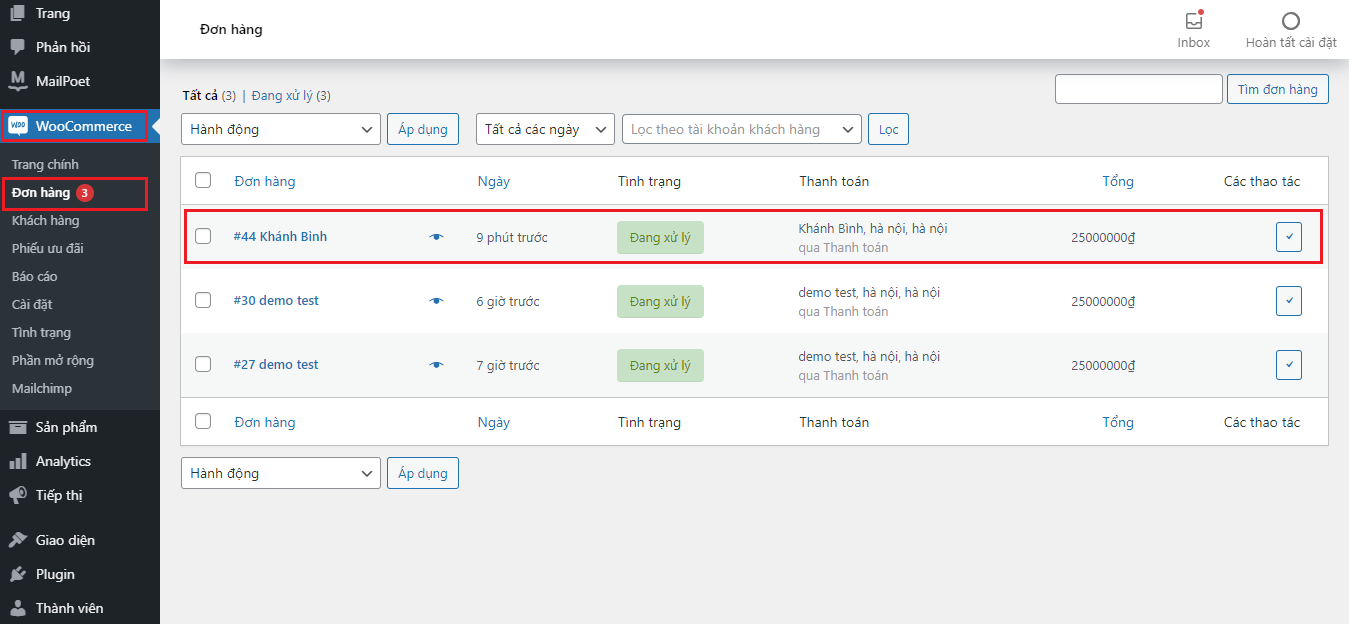 Trang
Phản hồi
MailPoet
WooCommerce
Trang chính
Đơn hàng 3
Khách hàng
Phiếu ưu đãi
Báo cáo
Cài đặt
Tình trạng
Phần mở rộng
Mailchimp
Sản phẩm
Analytics
Tiếp thị
Giao diện
Plugin
Thành viên
Đơn hàng
Inbox
Hoàn tất cài đặt
Tất cả (3) | Đang xử lý (3)
Tìm đơn hàng
Hành động Áp dụng Tất cả các ngày Lọc theo tài khoản khách hàng Lọc
Đơn hàng Ngày Tình trạng Thanh toán Tổng Các thao tác
#44 Khánh Bình 9 phút trước Đang xử lý Khánh Bình, hà nội, hà nội 25000000₫
qua Thanh toán
#30 demo test 6 giờ trước Đang xử lý demo test, hà nội, hà nội 25000000₫
qua Thanh toán
#27 demo test 7 giờ trước Đang xử lý demo test, hà nội, hà nội 25000000₫
qua Thanh toán
Đơn hàng Ngày Tình trạng Thanh toán Tổng Các thao tác
Hành động Áp dụng